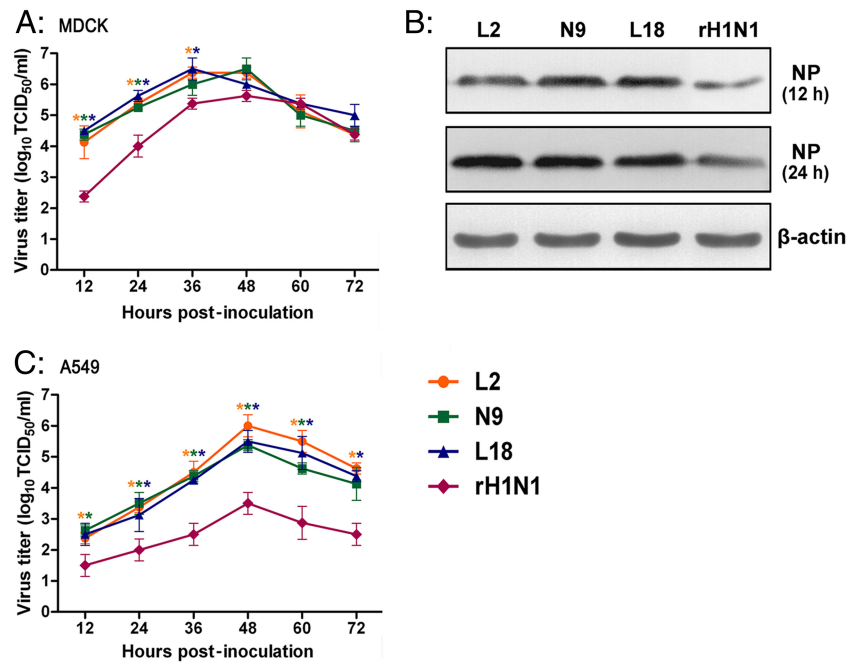 A: MDCK
Virus titer (log10 TCID50/ml)
7
6
5
4
3
2
1
0
*** *** **
12 24 36 48 60 72
Hours post-inoculation
B:
L2 N9 L18 rH1N1
NP
(12 h)
NP
(24 h)
β-actin
C: A549
Virus titer (log10 TCID50/ml)
7
6
5
4
3
2
1
0
** *** *** *** *** **
12 24 36 48 60 72
Hours post-inoculation
L2
N9
L18
rH1N1